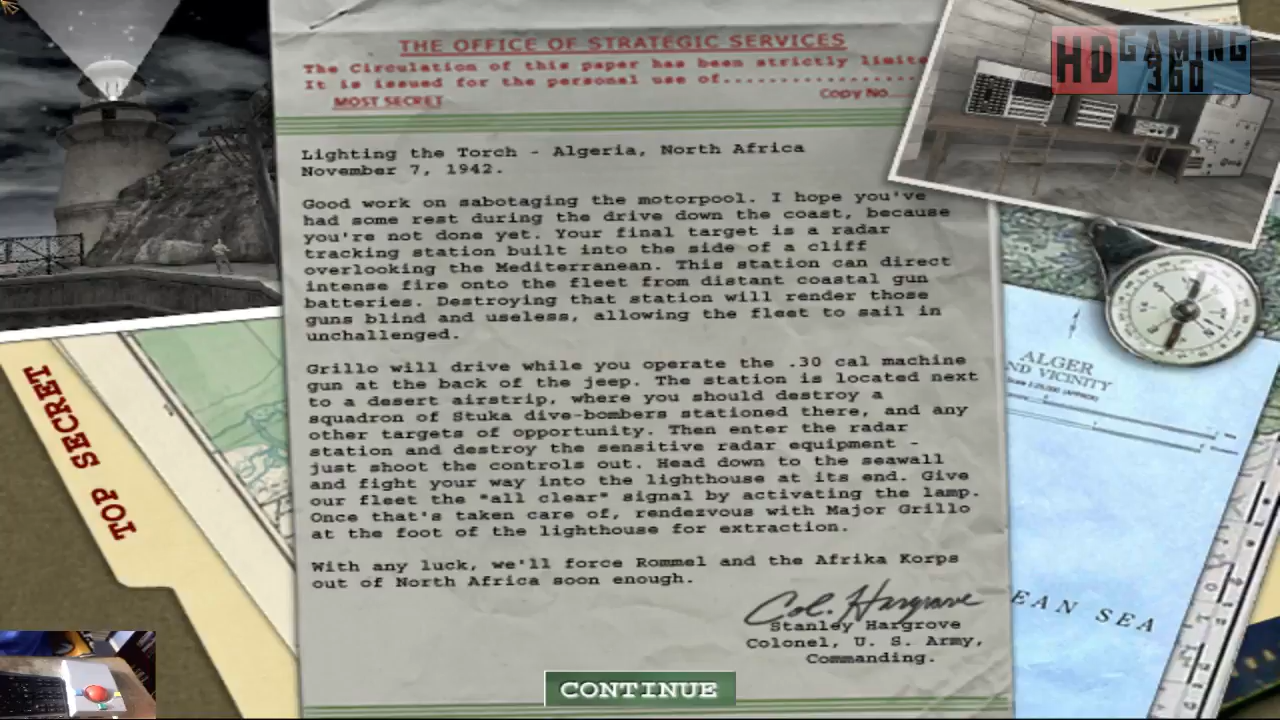 THE OFFICE OF STRATEGIC SERVICES
The Circulation of this paper has been strictly limite
It is issued for the personal use of....................
MOST SECRET
Copy No.....
HD GAMING 360
Lighting the Torch - Algeria, North Africa
November 7, 1942.
Good work on sabotaging the motorpool. I hope you've
had some rest during the drive down the coast, because
you're not done yet. Your final target is a radar
tracking station built into the side of a cliff
overlooking the Mediterranean. This station can direct
intense fire onto the fleet from distant coastal gun
batteries. Destroying that station will render those
guns blind and useless, allowing the fleet to sail in
unchallenged.
Grillo will drive while you operate the .30 cal machine
gun at the back of the jeep. The station is located next
to a desert airstrip, where you should destroy a
squadron of Stuka dive-bombers stationed there, and any
other targets of opportunity. Then enter the radar
station and destroy the sensitive radar equipment -
just shoot the controls out. Head down to the seawall
and fight your way into the lighthouse at its end. Give
our fleet the "all clear" signal by activating the lamp.
Once that's taken care of, rendezvous with Major Grillo
at the foot of the lighthouse for extraction.
With any luck, we'll force Rommel and the Afrika Korps
out of North Africa soon enough.
Col. Hargrove
Stanley Hargrove
Colonel, U. S. Army,
Commanding.
CONTINUE
TOP SECRET
ALGER
ND VICINITY
EAN SEA